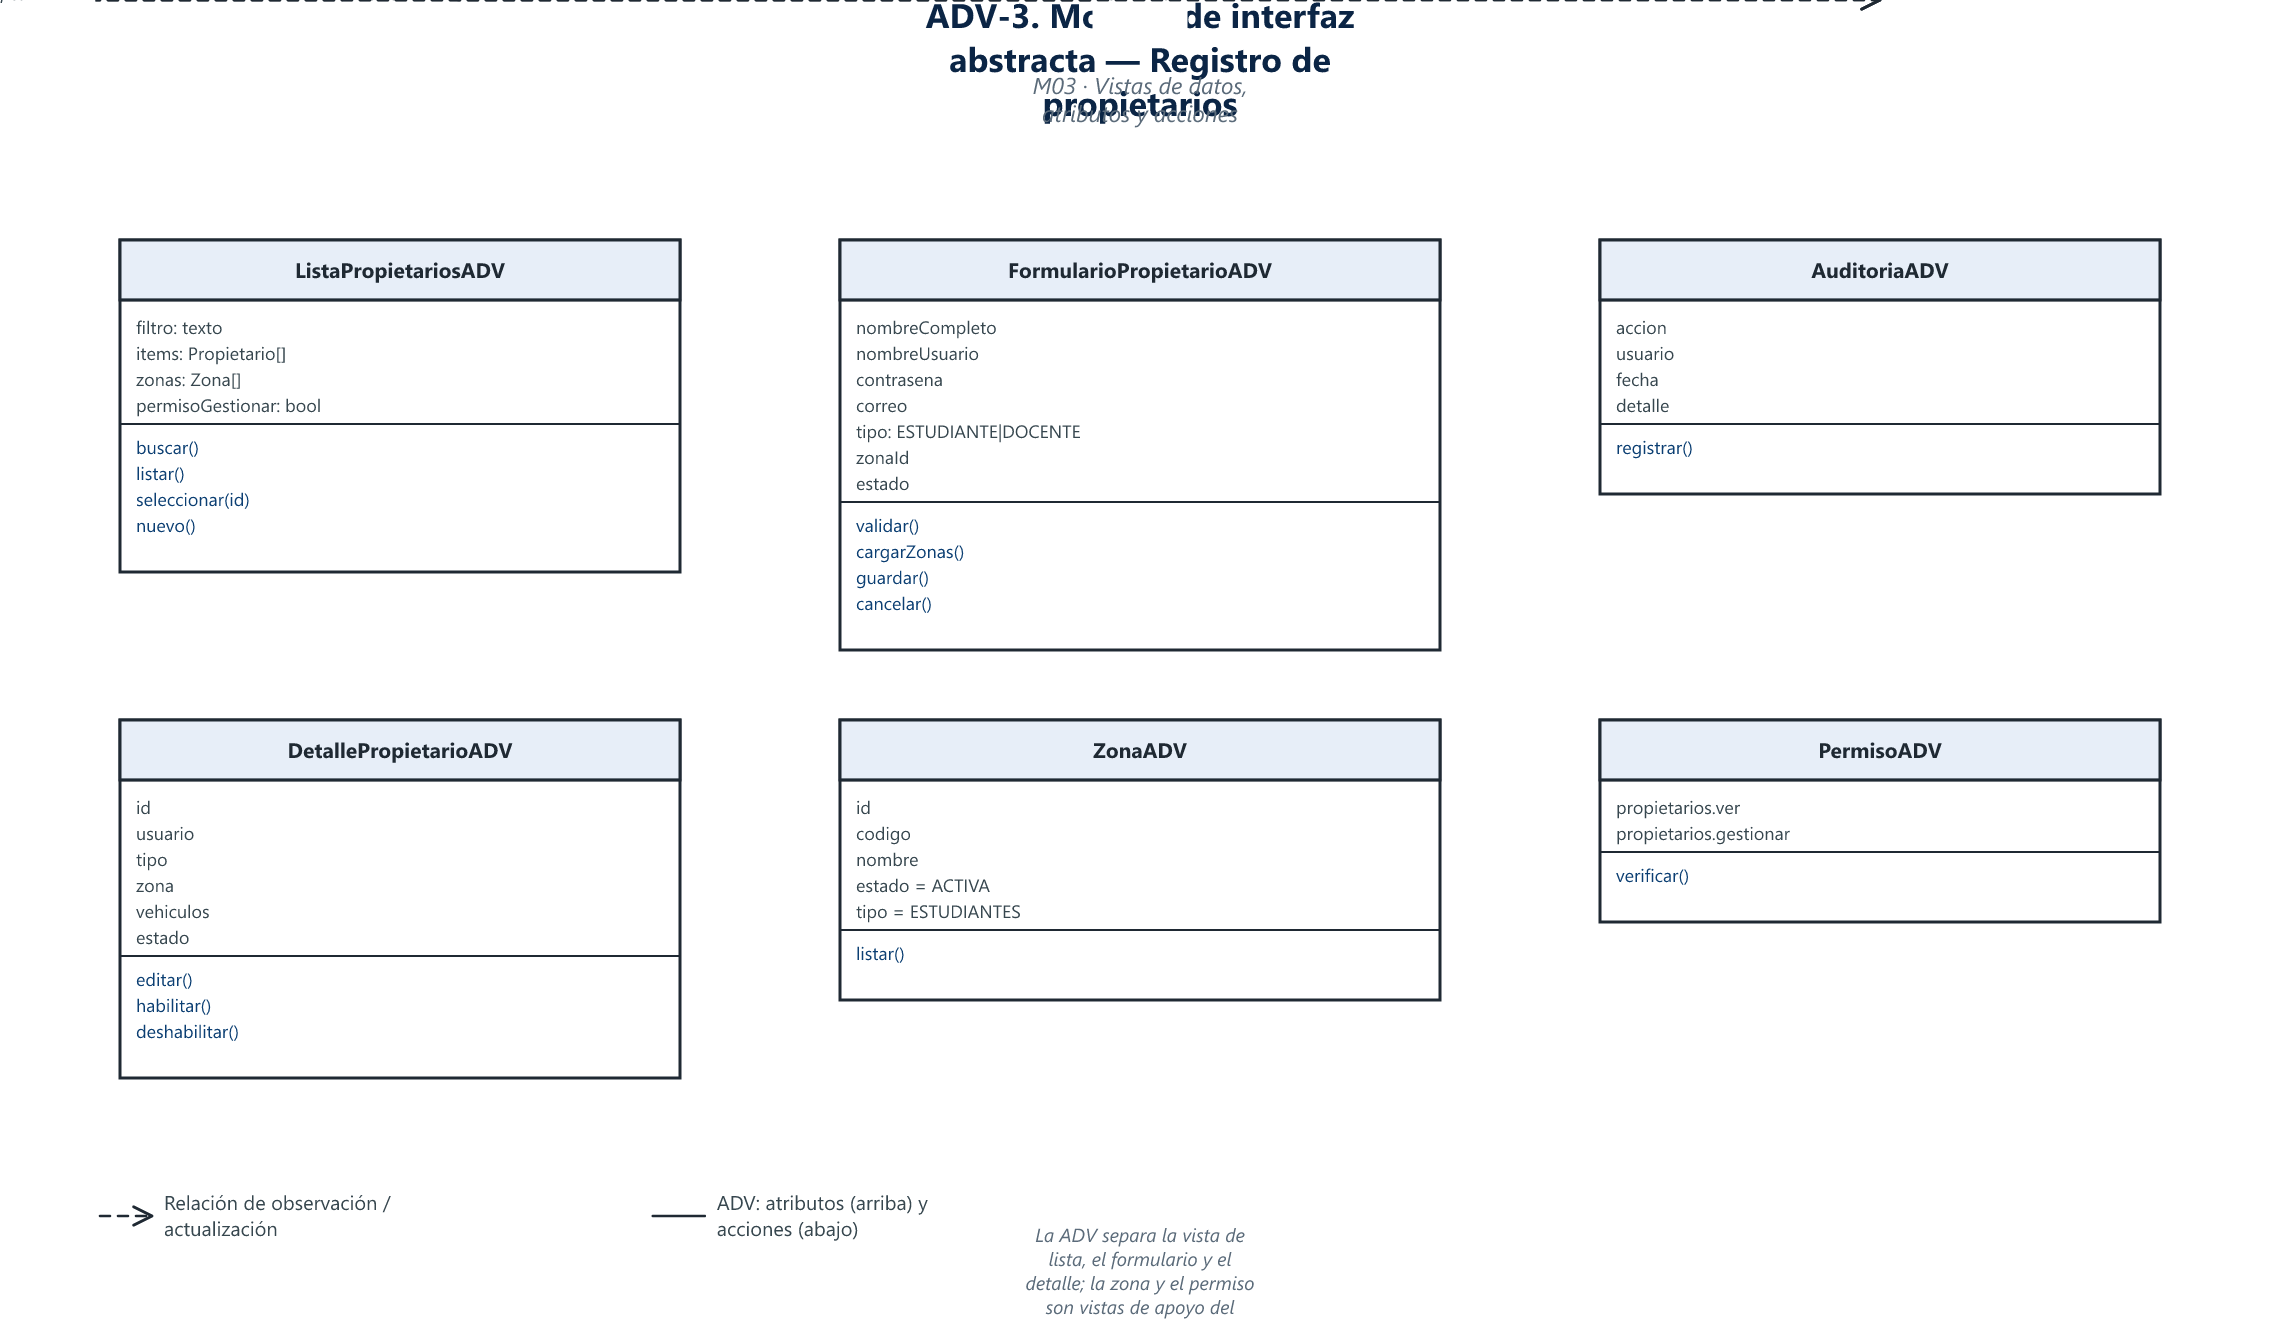 ADV-3. Mo de interfaz
abstracta — Registro de
propietarios
M03 · Vistas de datos,
atributos y acciones
ListaPropietariosADV
filtro: texto
items: Propietario[]
zonas: Zona[]
permisoGestionar: bool
buscar()
listar()
seleccionar(id)
nuevo()
FormularioPropietarioADV
nombreCompleto
nombreUsuario
contrasena
correo
tipo: ESTUDIANTE|DOCENTE
zonaId
estado
validar()
cargarZonas()
guardar()
cancelar()
AuditoriaADV
accion
usuario
fecha
detalle
registrar()
DetallePropietarioADV
id
usuario
tipo
zona
vehiculos
estado
editar()
habilitar()
deshabilitar()
ZonaADV
id
codigo
nombre
estado = ACTIVA
tipo = ESTUDIANTES
listar()
PermisoADV
propietarios.ver
propietarios.gestionar
verificar()
Relación de observación /
actualización
ADV: atributos (arriba) y
acciones (abajo)
La ADV separa la vista de
lista, el formulario y el
detalle; la zona y el permiso
son vistas de apoyo del